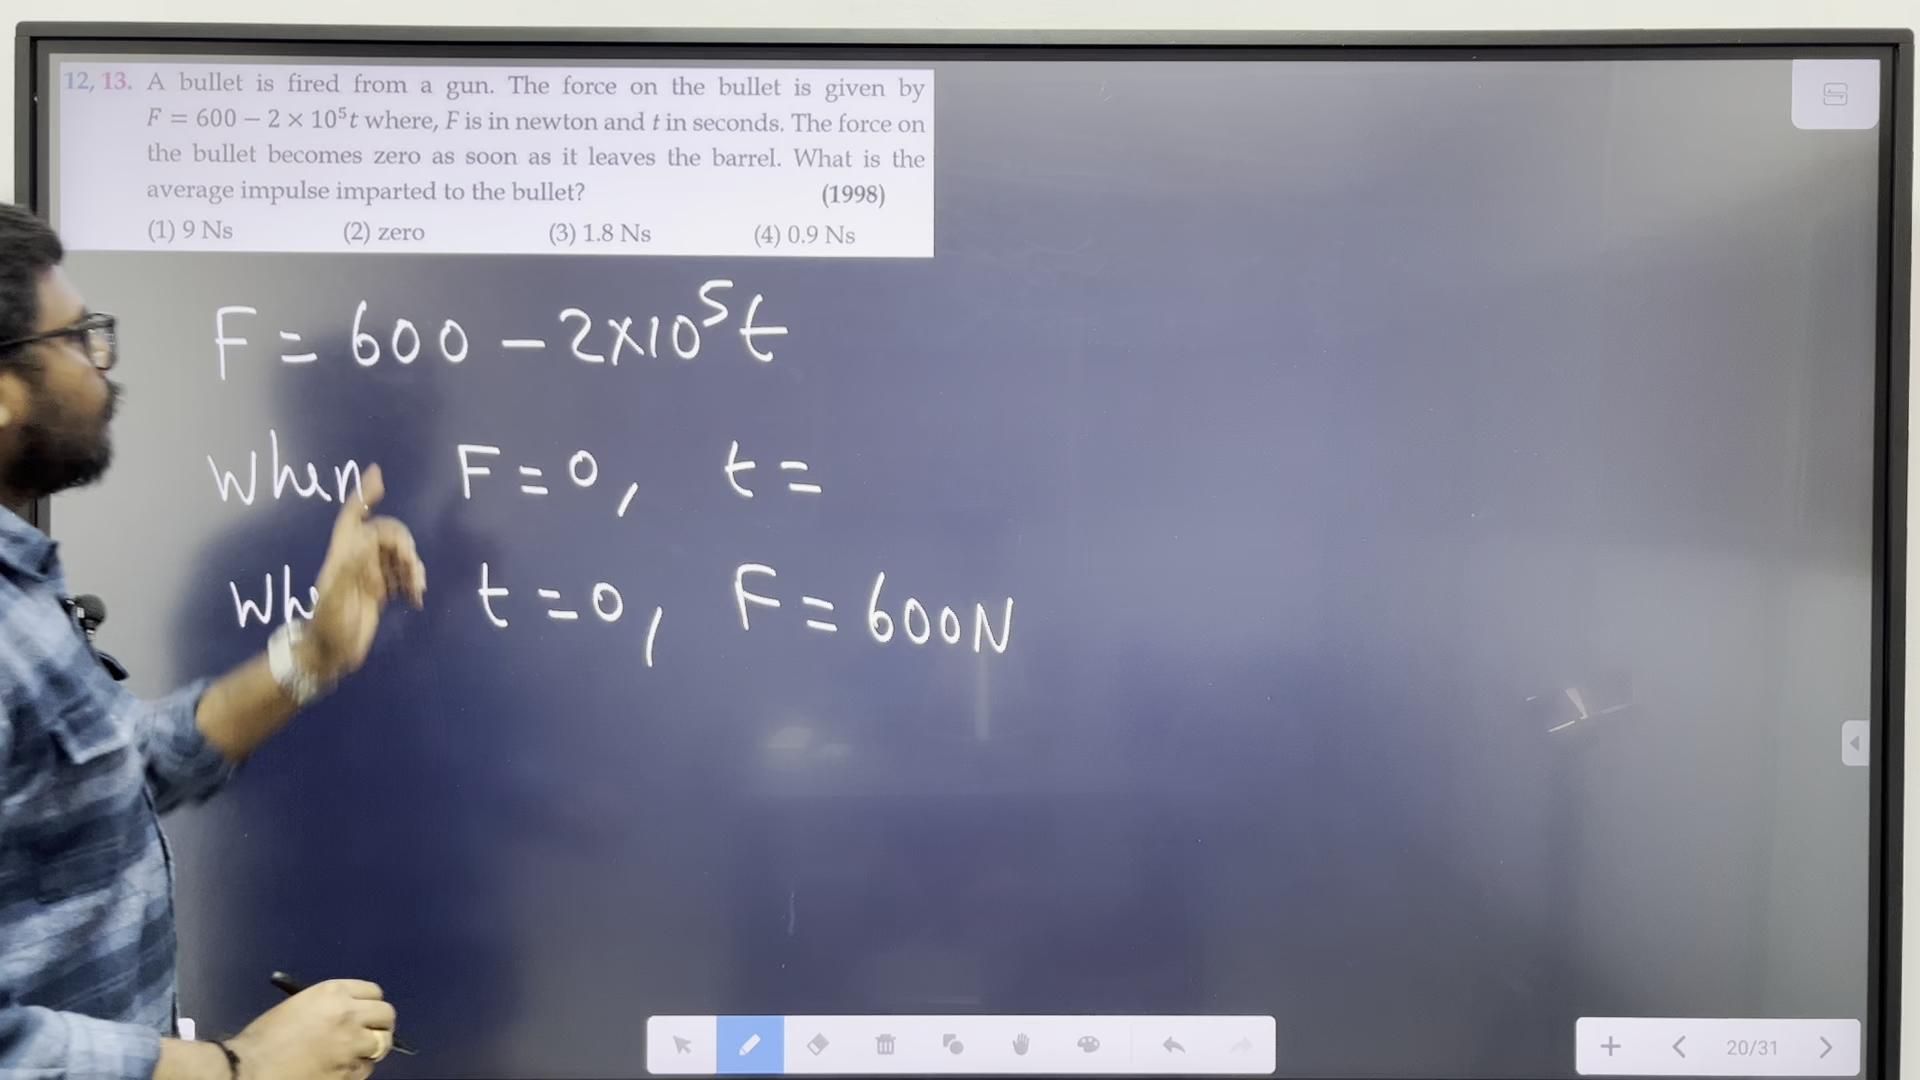 12, 13. A bullet is fired from a gun. The force on the bullet is given by
F = 600 – 2 × 10⁵t where, F is in newton and t in seconds. The force on
the bullet becomes zero as soon as it leaves the barrel. What is the
average impulse imparted to the bullet? (1998)
(1) 9 Ns (2) zero (3) 1.8 Ns (4) 0.9 Ns
F = 600 – 2×10⁵t
When F = 0, t =
t = 0, F = 600N
20/31